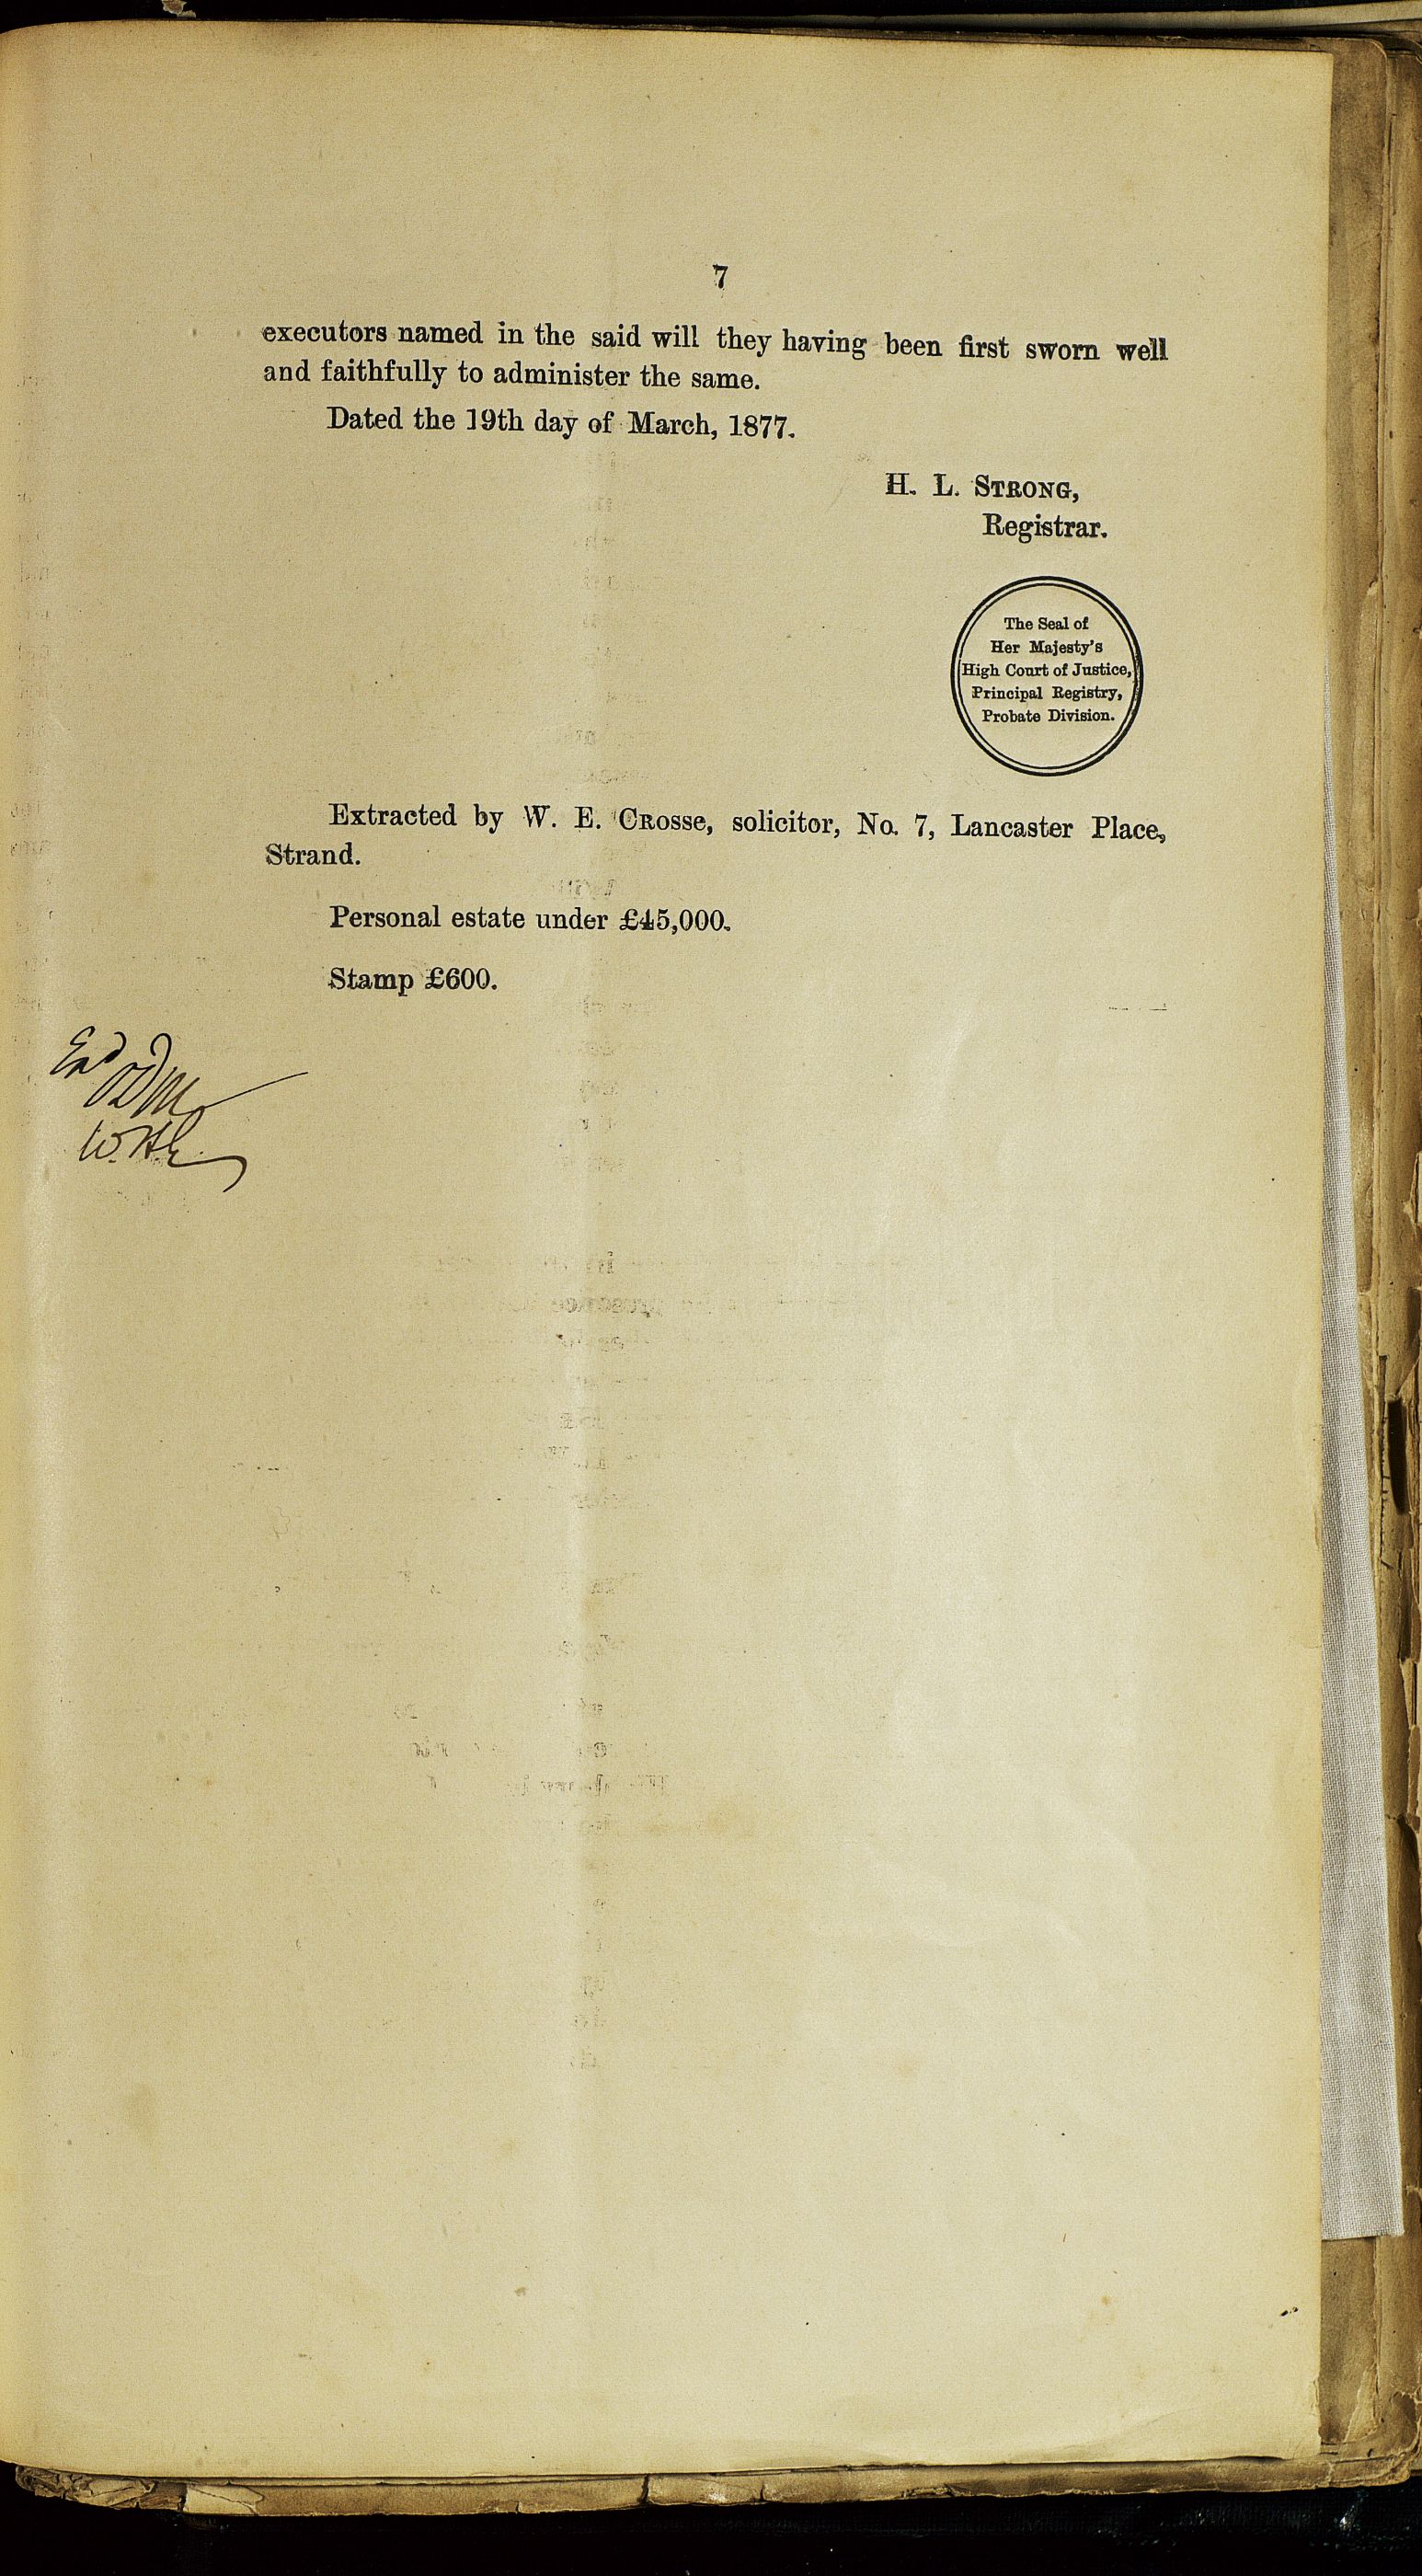 7
executors named in the said will they having been first sworn well
and faithfully to administer the same.
Dated the 19th day of March, 1877.
H. L. STRONG,
Registrar.
The Seal of
Her Majesty's
High Court of Justice,
Principal Registry,
Probate Division.
Extracted by W. E. CROSSE, solicitor, No. 7, Lancaster Place,
Strand.
Personal estate under £45,000.
Stamp £600.